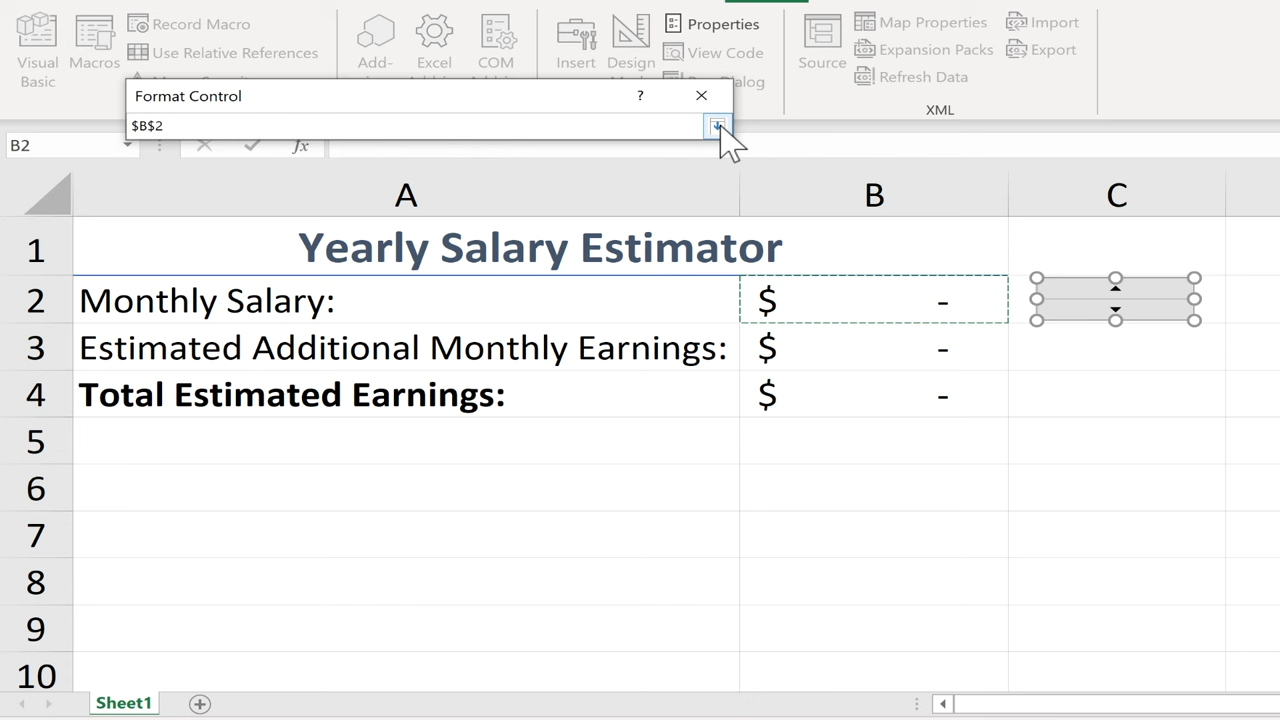 Record Macro
Use Relative References
Visual Basic
Macros
Add-
Excel
COM
Insert
Design
Properties
View Code
Source
Map Properties
Expansion Packs
Refresh Data
Import
Export
XML
Format Control ?
$B$2
B2 fx
A B C
1 Yearly Salary Estimator
2 Monthly Salary: $ -
3 Estimated Additional Monthly Earnings: $ -
4 Total Estimated Earnings: $ -
5
6
7
8
9
10
Sheet1